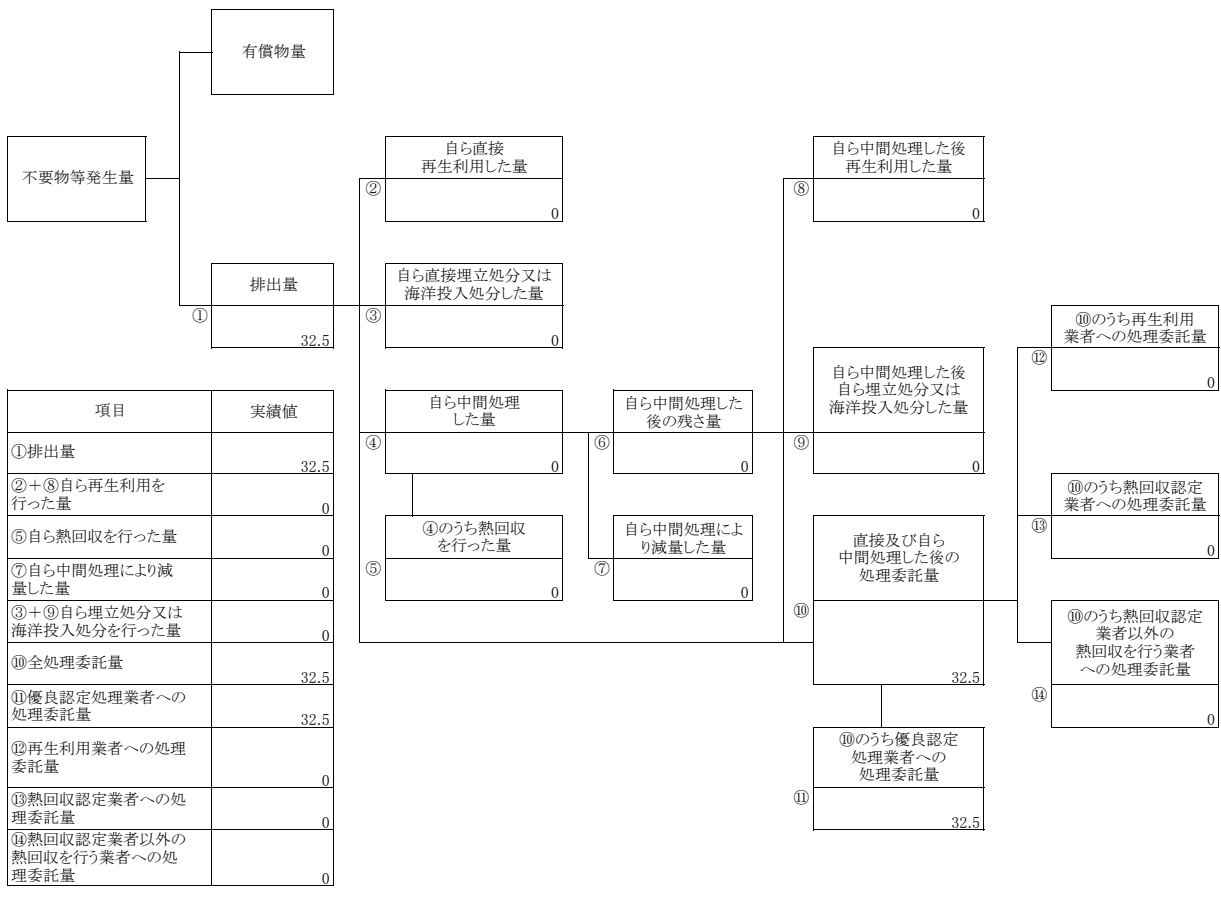 有償物量
不要物等発生量
自ら直接
再生利用した量
②
0
自ら中間処理した後
再生利用した量
⑧
0
排出量
①
32.5
自ら直接埋立処分又は
海洋投入処分した量
③
0
⑩のうち再生利用
業者への処理委託量
⑫
0
自ら中間処理
した量
④
0
自ら中間処理した
後の残さ量
⑥
0
自ら中間処理した後
自ら埋立処分又は
海洋投入処分した量
⑨
0
⑩のうち熱回収認定
業者への処理委託量
⑬
0
④のうち熱回収
を行った量
⑤
0
自ら中間処理によ
り減量した量
⑦
0
直接及び自ら
中間処理した後の
処理委託量
⑩
32.5
⑩のうち熱回収認定
業者以外の
熱回収を行う業者
への処理委託量
⑭
0
⑩のうち優良認定
処理業者への
処理委託量
⑪
32.5
項目 実績値
①排出量
32.5
②＋⑧自ら再生利用を
行った量
0
⑤自ら熱回収を行った量
0
⑦自ら中間処理により減
量した量
0
③＋⑨自ら埋立処分又は
海洋投入処分を行った量
0
⑩全処理委託量
32.5
⑪優良認定処理業者への
処理委託量
32.5
⑫再生利用業者への処理
委託量
0
⑬熱回収認定業者への処
理委託量
0
⑭熱回収認定業者以外の
熱回収を行う業者への処
理委託量
0